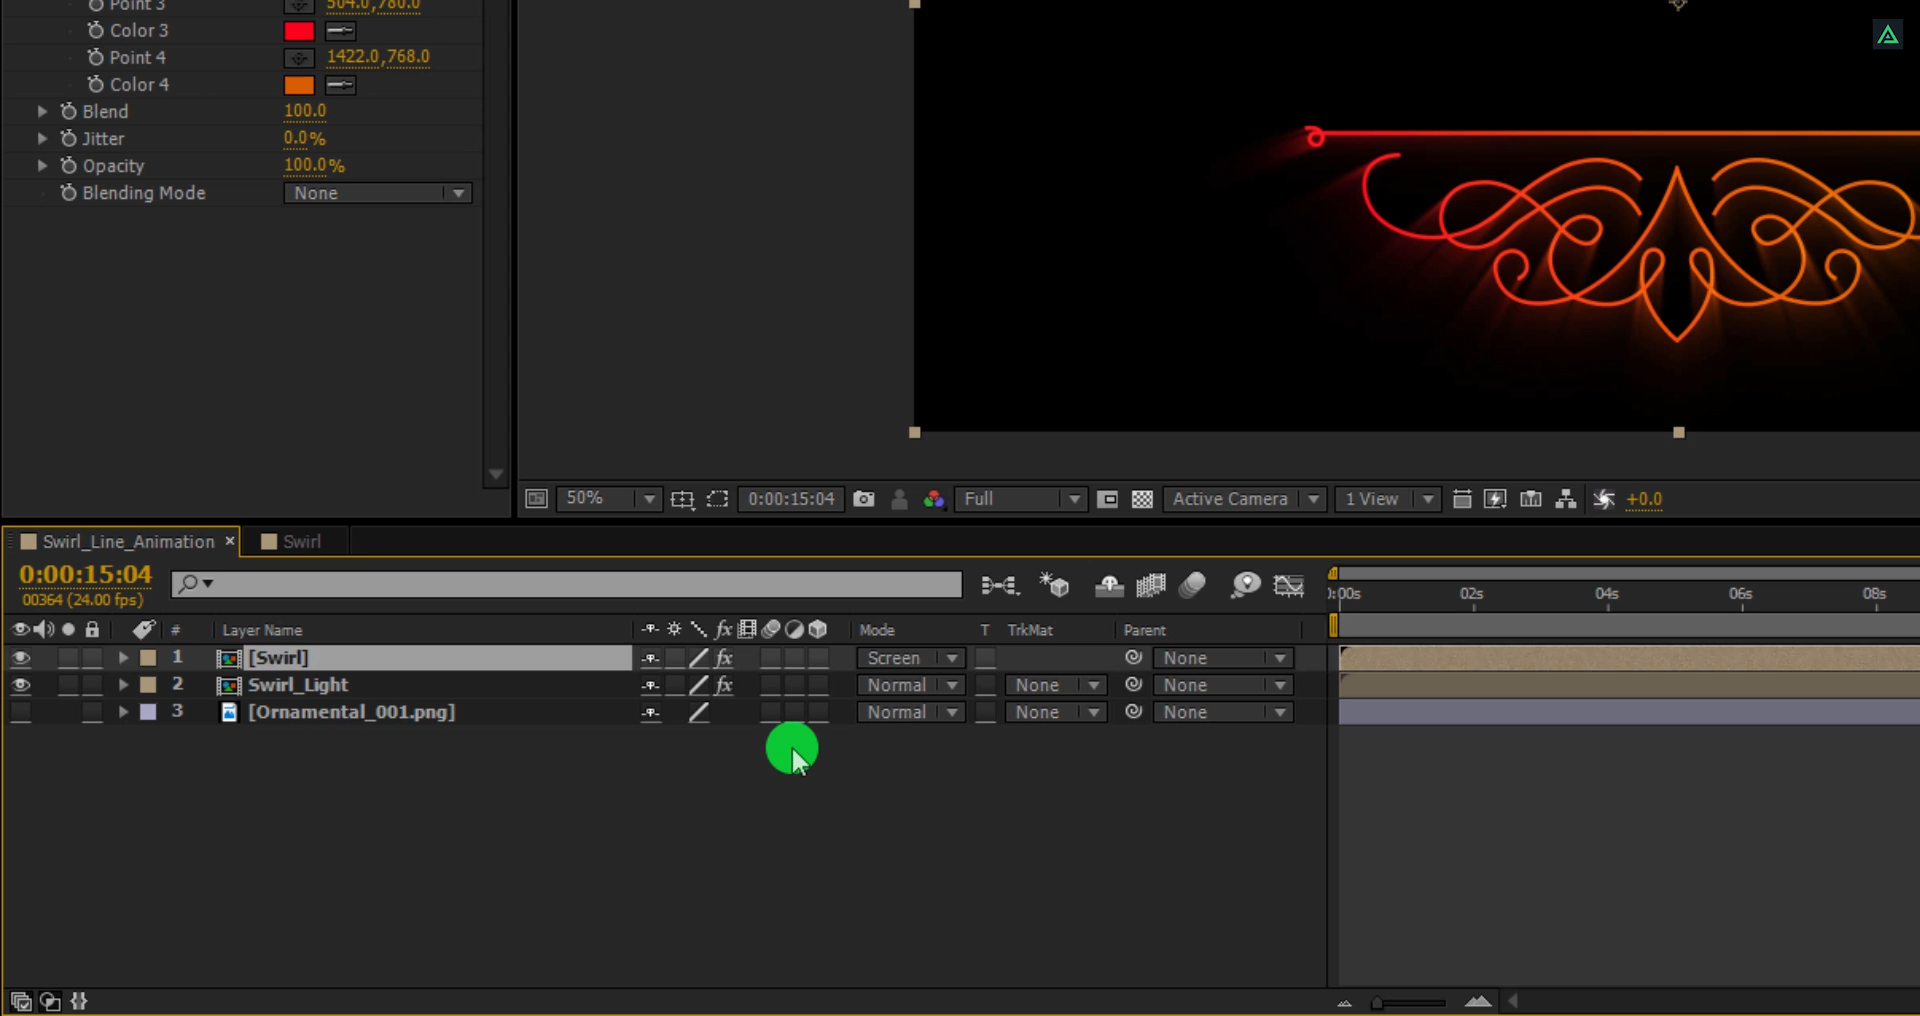 Point 3 504.0,780.0
Color 3
Point 4 1422.0,768.0
Color 4
Blend 100.0
Jitter 0.0%
Opacity 100.0%
Blending Mode None
50% 0:00:15:04 Full Active Camera 1 View +0.0
Swirl_Line_Animation × Swirl
0:00:15:04
00364 (24.00 fps)
:00s 02s 04s 06s 08s
# Layer Name fx Mode T TrkMat Parent
1 [Swirl] fx Screen None
2 Swirl_Light fx Normal None None
3 [Ornamental_001.png] Normal None None